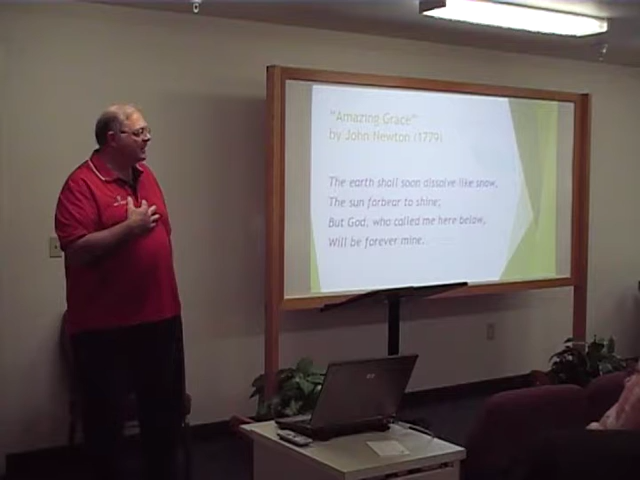 "Amazing Grace"
by John Newton (1779)
The earth shall soon dissolve like snow,
The sun forbear to shine;
But God, who called me here below,
Will be forever mine.